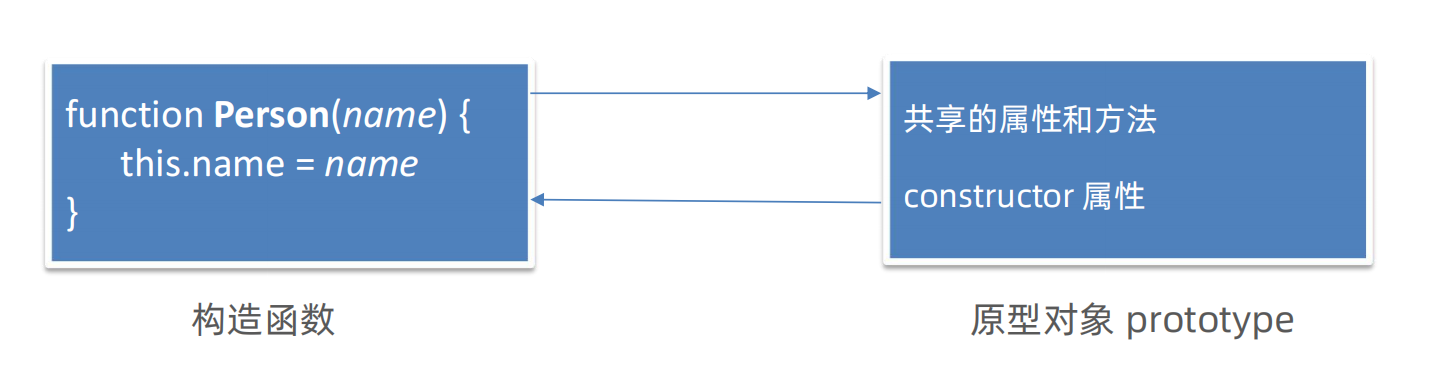 function Person(name) {
this.name = name
}
共享的属性和方法
constructor 属性
构造函数
原型对象 prototype